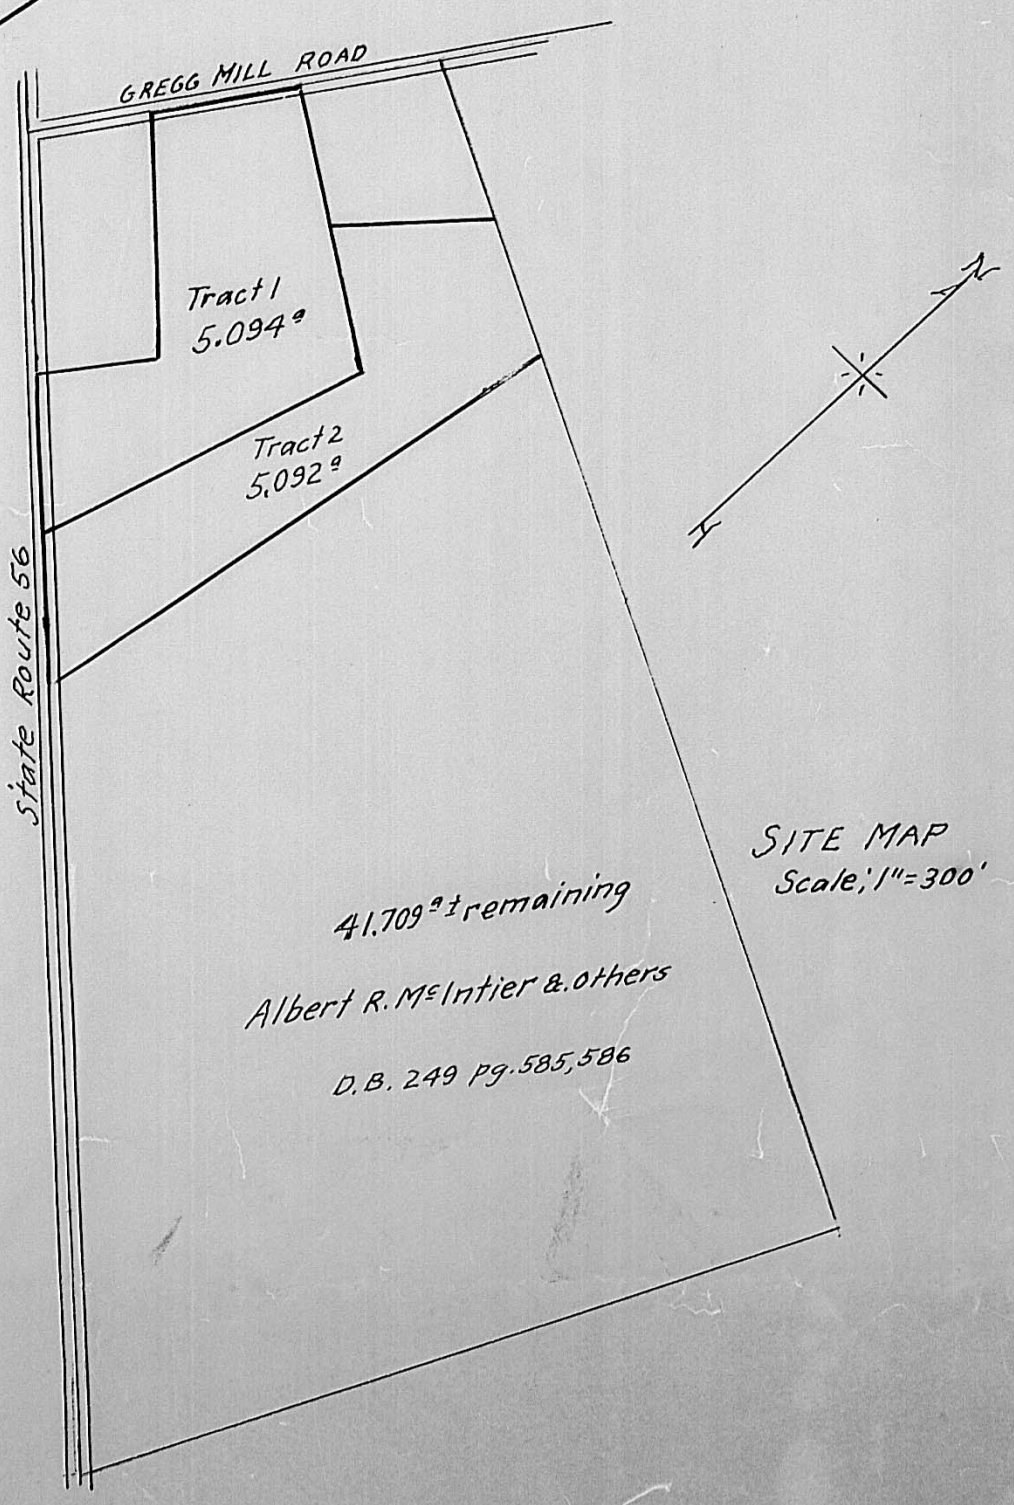 GREGG MILL ROAD
Tract 1
5.094ª
Tract 2
5.092ª
State Route 56
N
SITE MAP
Scale; 1"=300'
41.709ª ± remaining
Albert R. McIntier & others
D.B. 249 pg. 585,586